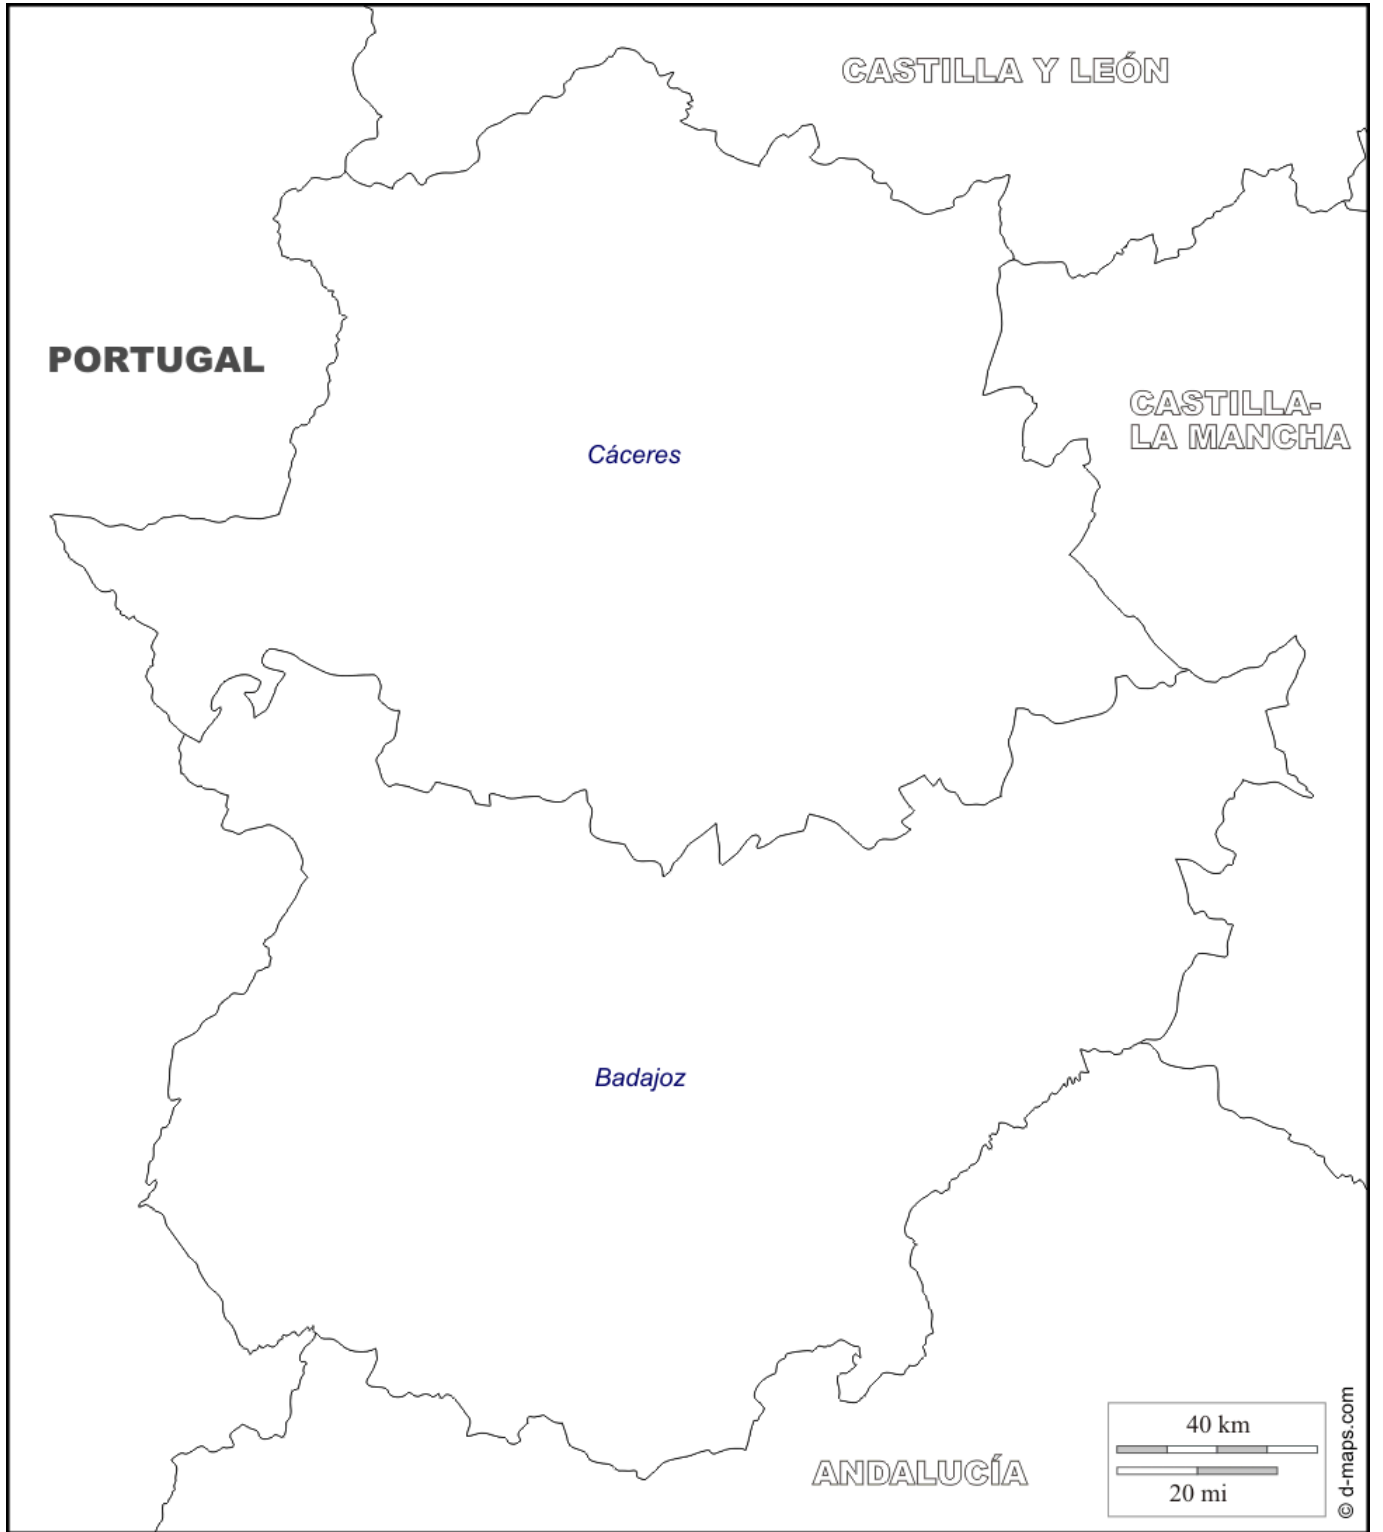 CASTILLA Y LEÓN
PORTUGAL
CASTILLA-
LA MANCHA
Cáceres
Badajoz
ANDALUCÍA
40 km
20 mi
© d-maps.com